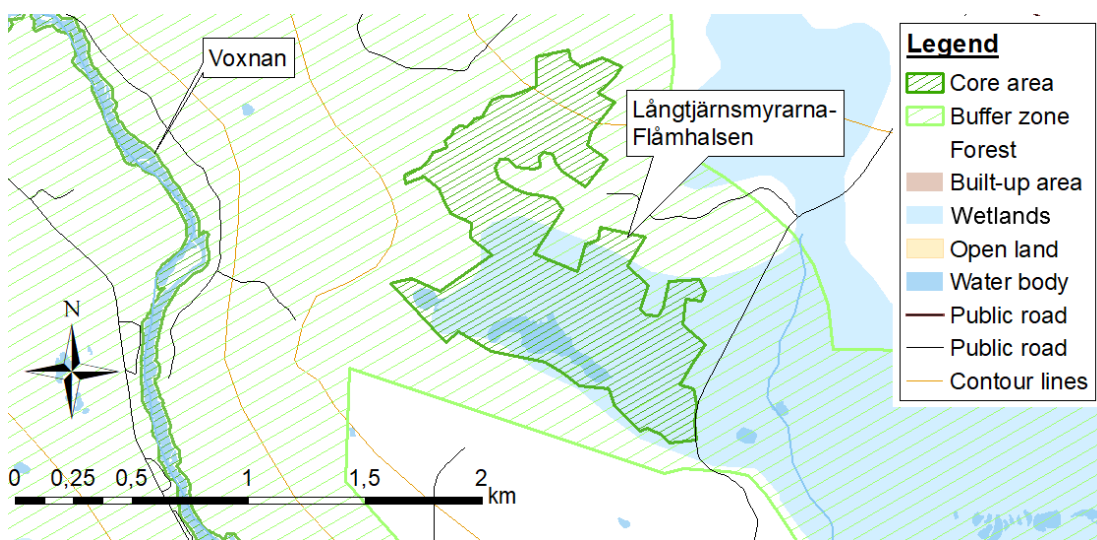 Voxnan
Långtjärnsmyrarna-
Flåmhalsen
N
0 0,25 0,5 1 1,5 2
km
Legend
Core area
Buffer zone
Forest
Built-up area
Wetlands
Open land
Water body
Public road
Public road
Contour lines